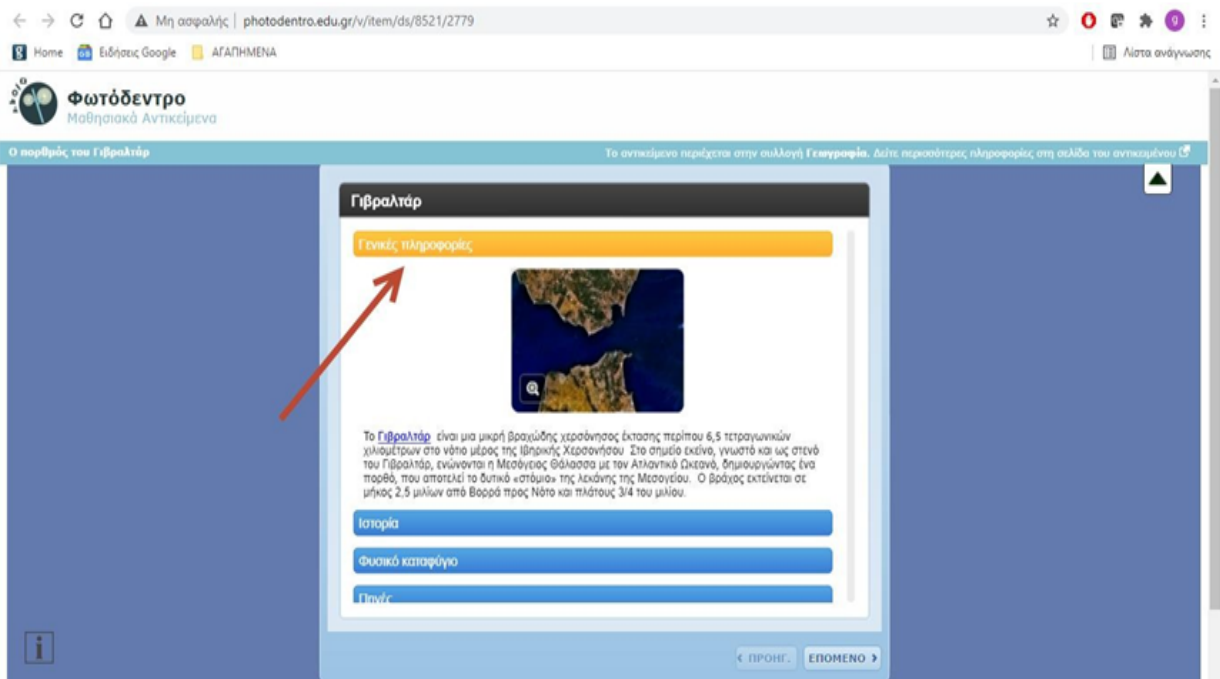 Μη ασφαλής | photodentro.edu.gr/v/item/ds/8521/2779
Home Ειδήσεις Google ΑΓΑΠΗΜΕΝΑ Λίστα ανάγνωσης
Φωτόδεντρο
Μαθησιακά Αντικείμενα
Ο πορθμός του Γιβραλτάρ Το αντικείμενο περιέχεται στην συλλογή Γεωγραφία. Δείτε περισσότερες πληροφορίες στη σελίδα του αντικειμένου
Γιβραλτάρ
Γενικές πληροφορίες
Το Γιβραλτάρ είναι μια μικρή βραχώδης χερσόνησος έκτασης περίπου 6,5 τετραγωνικών
χιλιομέτρων στο νότιο μέρος της Ιβηρικής Χερσονήσου Στο σημείο εκείνο, γνωστό και ως στενό
του Γιβραλτάρ, ενώνονται η Μεσόγειος Θάλασσα με τον Ατλαντικό Ωκεανό, δημιουργώντας ένα
πορθό, που αποτελεί το δυτικό «στόμιο» της λεκάνης της Μεσογείου. Ο βράχος εκτείνεται σε
μήκος 2,5 μιλίων από Βορρά προς Νότο και πλάτους 3/4 του μιλίου.
Ιστορία
Φυσικό καταφύγιο
Πηγές
i
ΠΡΟΗΓ. ΕΠΟΜΕΝΟ